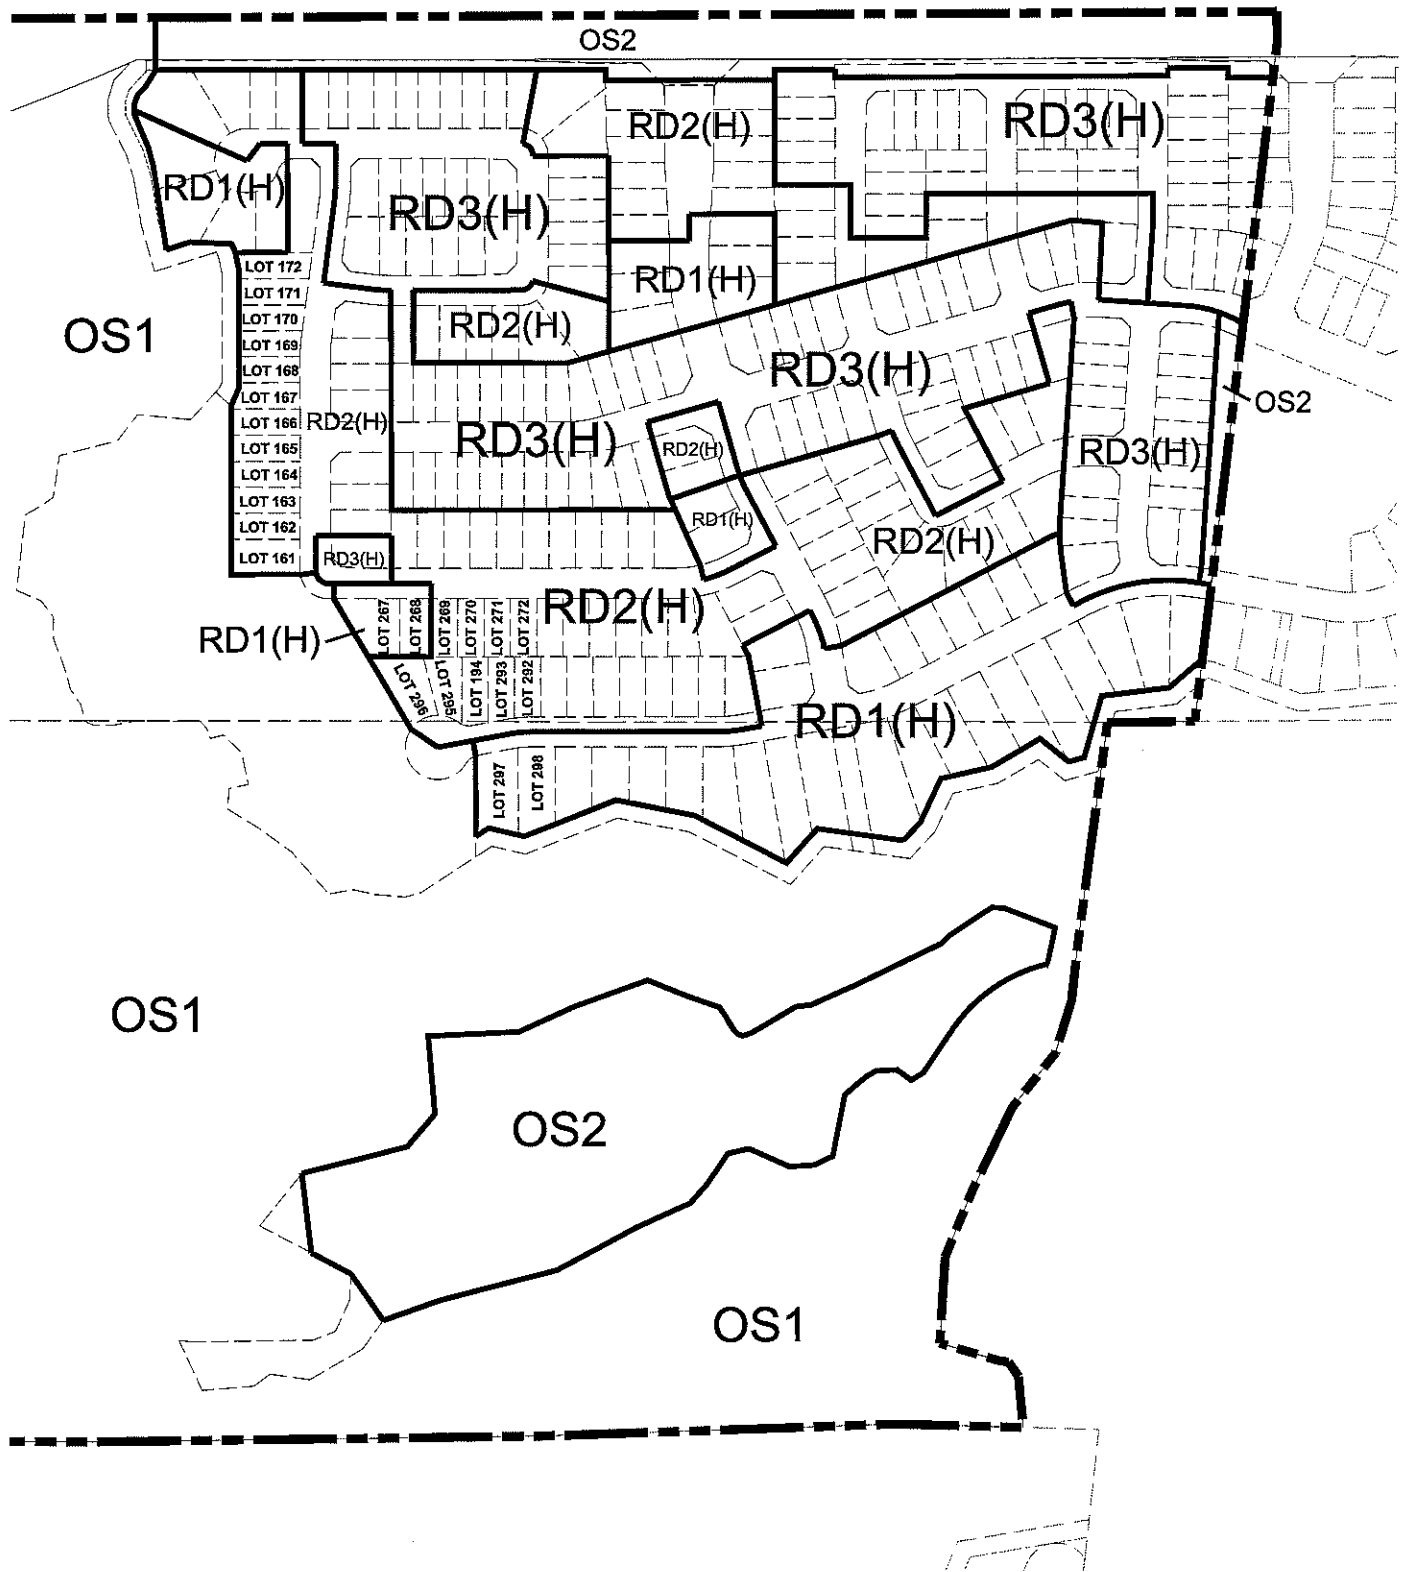 OS2
RD2(H)
RD3(H)
RD1(H)
RD3(H)
LOT 172
RD1(H)
LOT 171
LOT 170
RD2(H)
OS1
LOT 169
LOT 168
RD3(H)
LOT 167
OS2
LOT 166
RD2(H)
RD3(H)
RD2(H)
RD3(H)
LOT 165
LOT 164
LOT 163
RD1(H)
LOT 162
RD2(H)
LOT 161
RD3(H)
RD2(H)
RD1(H)
LOT 267
LOT 268
LOT 269
LOT 270
LOT 271
LOT 272
LOT 296
LOT 295
LOT 194
LOT 293
LOT 292
RD1(H)
LOT 297
LOT 298
OS1
OS2
OS1